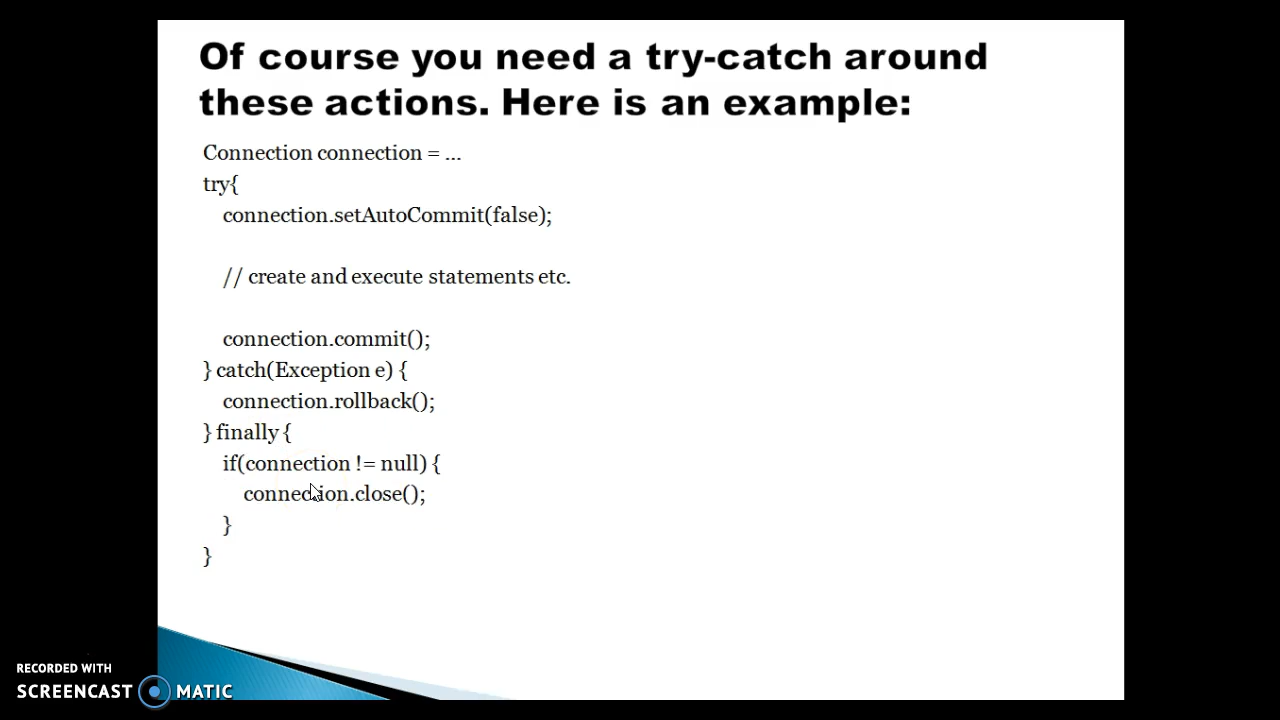 Of course you need a try-catch around
these actions. Here is an example:
Connection connection = ...
try{
connection.setAutoCommit(false);
// create and execute statements etc.
connection.commit();
} catch(Exception e) {
connection.rollback();
} finally {
if(connection != null) {
connection.close();
}
}
RECORDED WITH
SCREENCAST MATIC